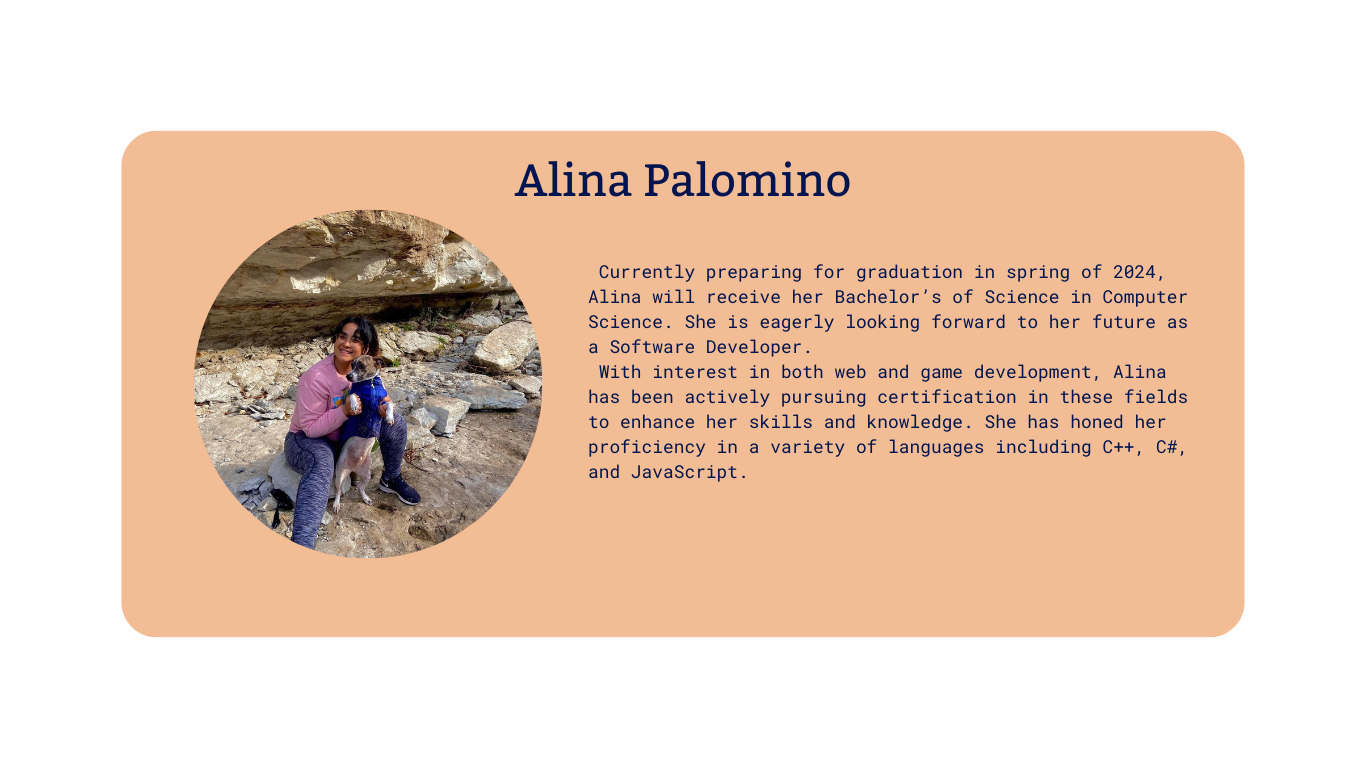 Alina Palomino
Currently preparing for graduation in spring of 2024,
Alina will receive her Bachelor’s of Science in Computer
Science. She is eagerly looking forward to her future as
a Software Developer.
With interest in both web and game development, Alina
has been actively pursuing certification in these fields
to enhance her skills and knowledge. She has honed her
proficiency in a variety of languages including C++, C#,
and JavaScript.